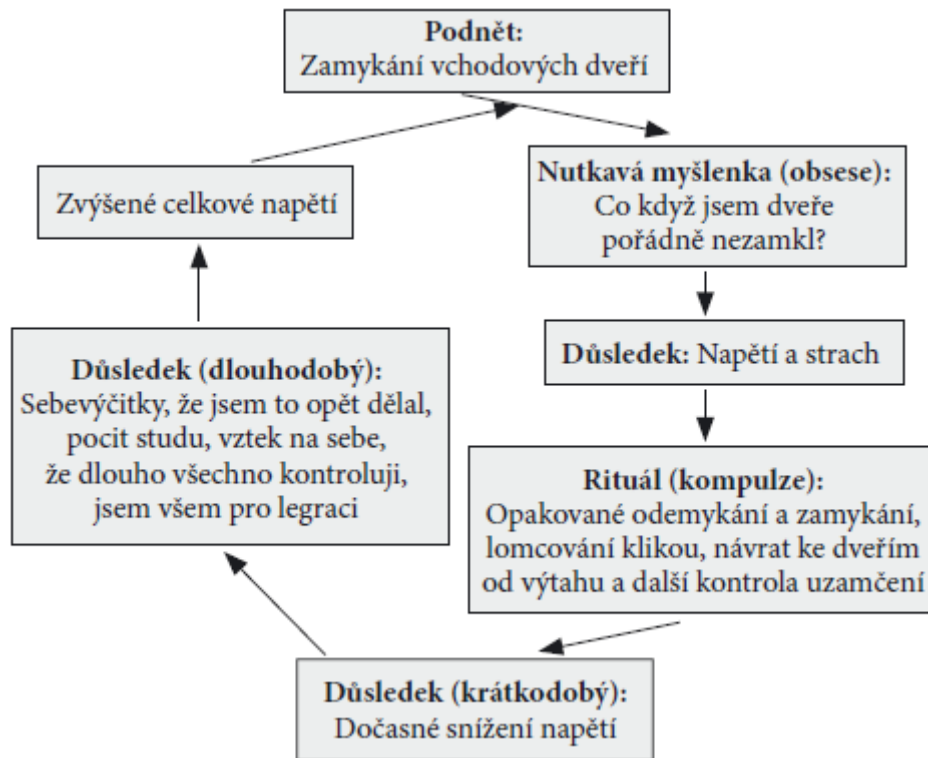 Podnět:
Zamykání vchodových dveří
Nutkavá myšlenka (obsese):
Co když jsem dveře
pořádně nezamkl?
Důsledek: Napětí a strach
Rituál (kompulze):
Opakované odemykání a zamykání,
lomcování klikou, návrat ke dveřím
od výtahu a další kontrola uzamčení
Důsledek (krátkodobý):
Dočasné snížení napětí
Důsledek (dlouhodobý):
Sebevýčitky, že jsem to opět dělal,
pocit studu, vztek na sebe,
že dlouho všechno kontroluji,
jsem všem pro legraci
Zvýšené celkové napětí